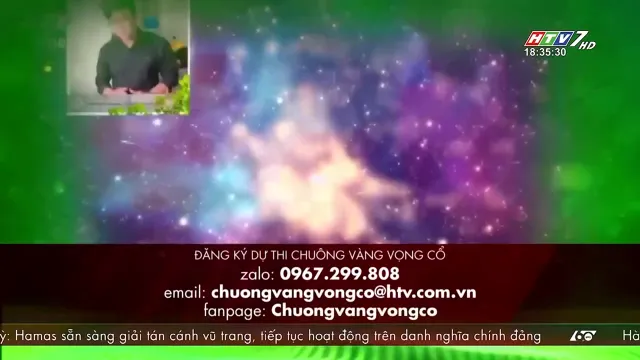 HTV7 HD
18:35:30
ĐĂNG KÝ DỰ THI CHUÔNG VÀNG VỌNG CỔ
zalo: 0967.299.808
email: chuongvangvongco@htv.com.vn
fanpage: Chuongvangvongco
ỳ: Hamas sẵn sàng giải tán cánh vũ trang, tiếp tục hoạt động trên danh nghĩa chính đảng